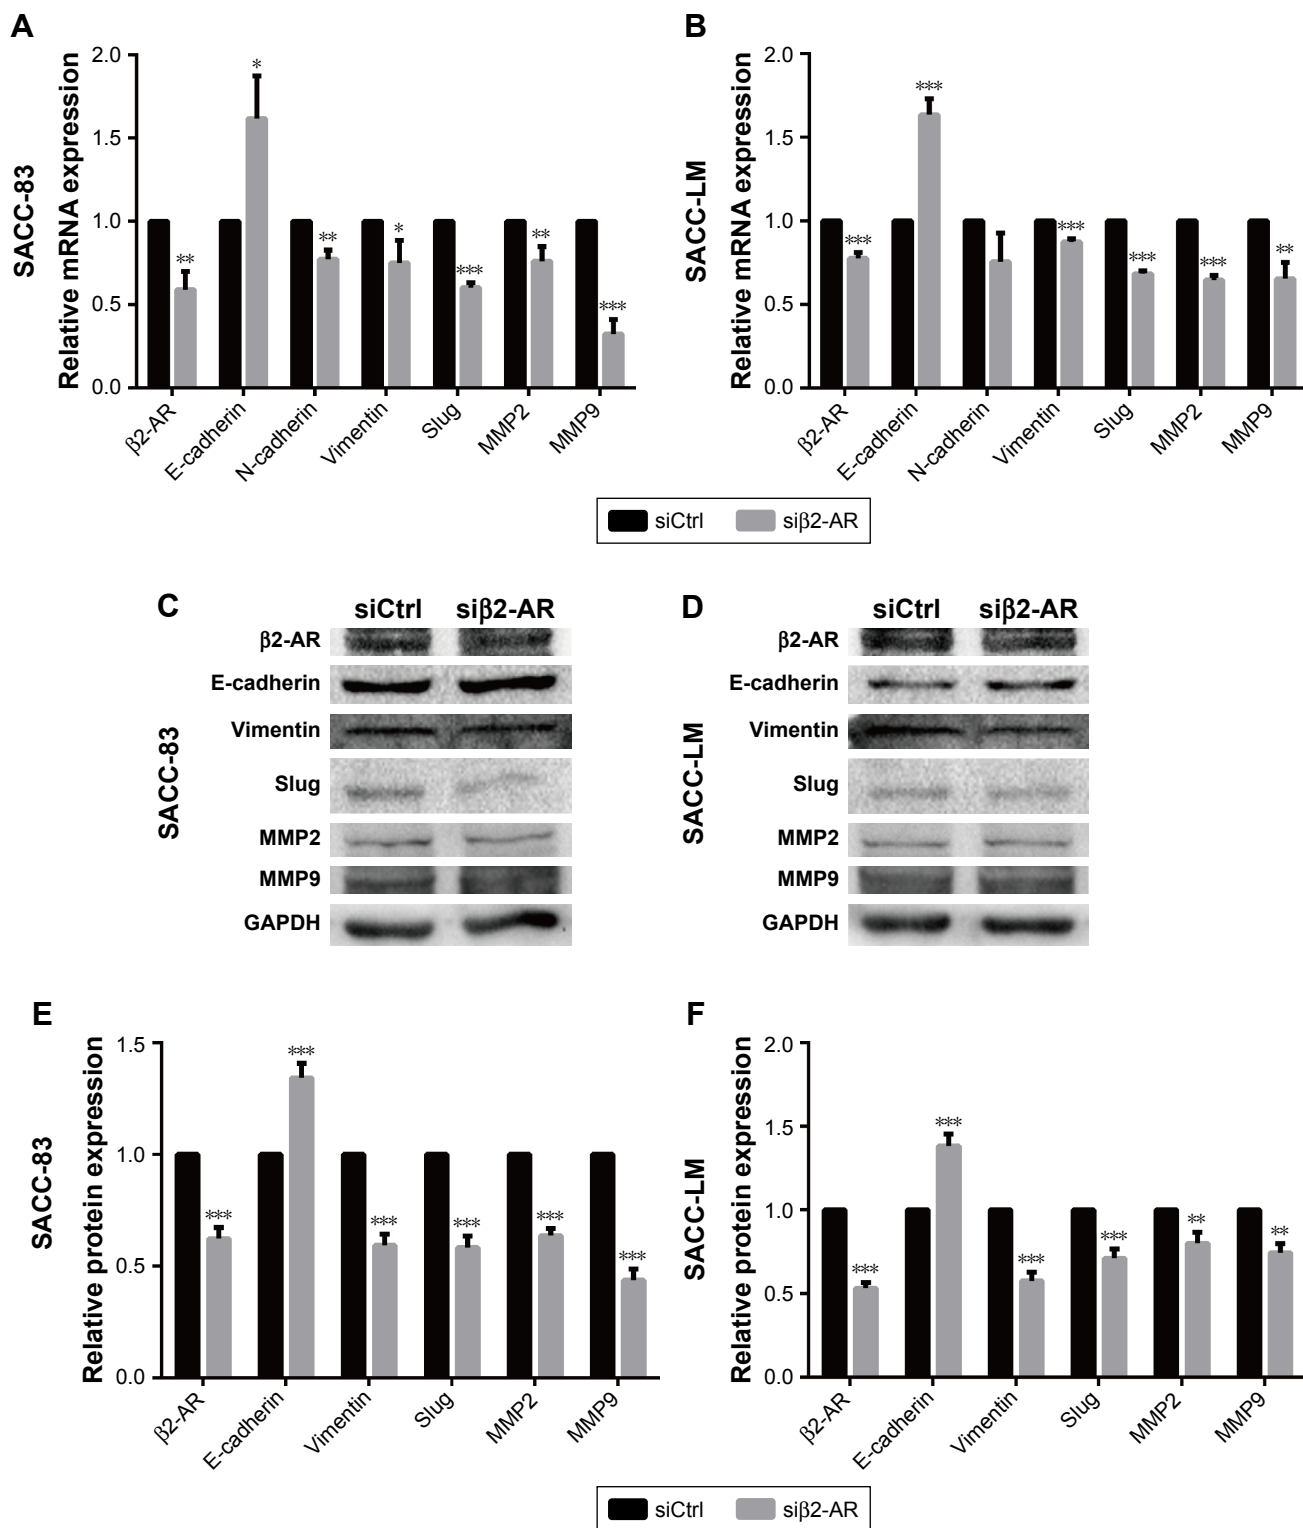 A
SACC-83
Relative mRNA expression
2.0
1.5
1.0
0.5
0.0
*
**
**
*
***
**
***
β2-AR
E-cadherin
N-cadherin
Vimentin
Slug
MMP2
MMP9
B
SACC-LM
Relative mRNA expression
2.0
1.5
1.0
0.5
0.0
***
***
***
***
***
**
β2-AR
E-cadherin
N-cadherin
Vimentin
Slug
MMP2
MMP9
siCtrl siβ2-AR
C
SACC-83
siCtrl siβ2-AR
β2-AR
E-cadherin
Vimentin
Slug
MMP2
MMP9
GAPDH
D
SACC-LM
siCtrl siβ2-AR
β2-AR
E-cadherin
Vimentin
Slug
MMP2
MMP9
GAPDH
E
SACC-83
Relative protein expression
1.5
1.0
0.5
0.0
***
***
***
***
***
***
β2-AR
E-cadherin
Vimentin
Slug
MMP2
MMP9
F
SACC-LM
Relative protein expression
2.0
1.5
1.0
0.5
0.0
***
***
***
***
**
**
β2-AR
E-cadherin
Vimentin
Slug
MMP2
MMP9
siCtrl siβ2-AR